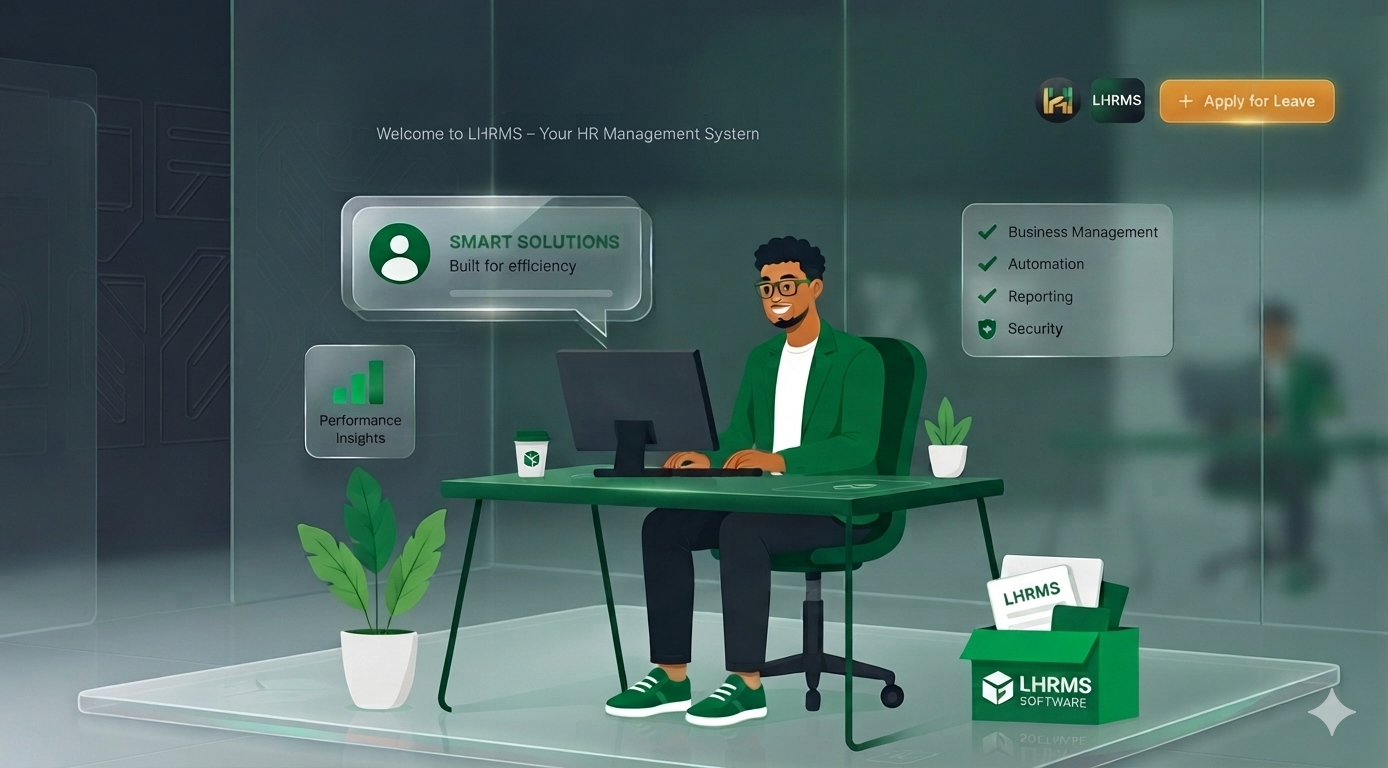 LHRMS
+ Apply for Leave
Welcome to LHRMS – Your HR Management System
SMART SOLUTIONS
Built for efficiency
Business Management
Automation
Reporting
Security
Performance
Insights
LHRMS
LHRMS
SOFTWARE